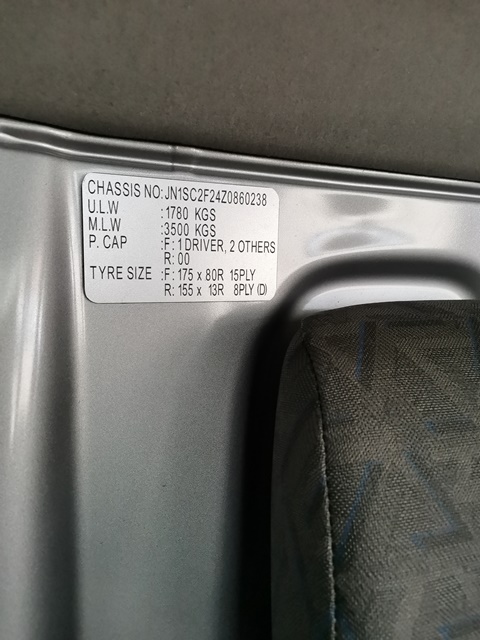 CHASSIS NO:JN1SC2F24Z0860238
U.L.W :1780 KGS
M.L.W :3500 KGS
P. CAP :F: 1 DRIVER, 2 OTHERS
R: 00
TYRE SIZE :F: 175 x 80R 15PLY
R: 155 x 13R 8PLY (D)